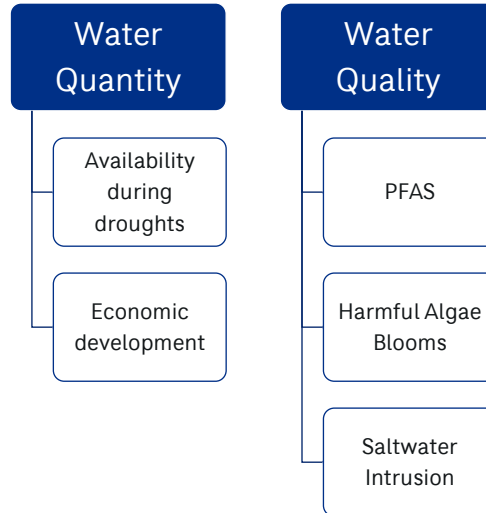 Water
Quantity
Availability
during
droughts
Economic
development
Water
Quality
PFAS
Harmful Algae
Blooms
Saltwater
Intrusion